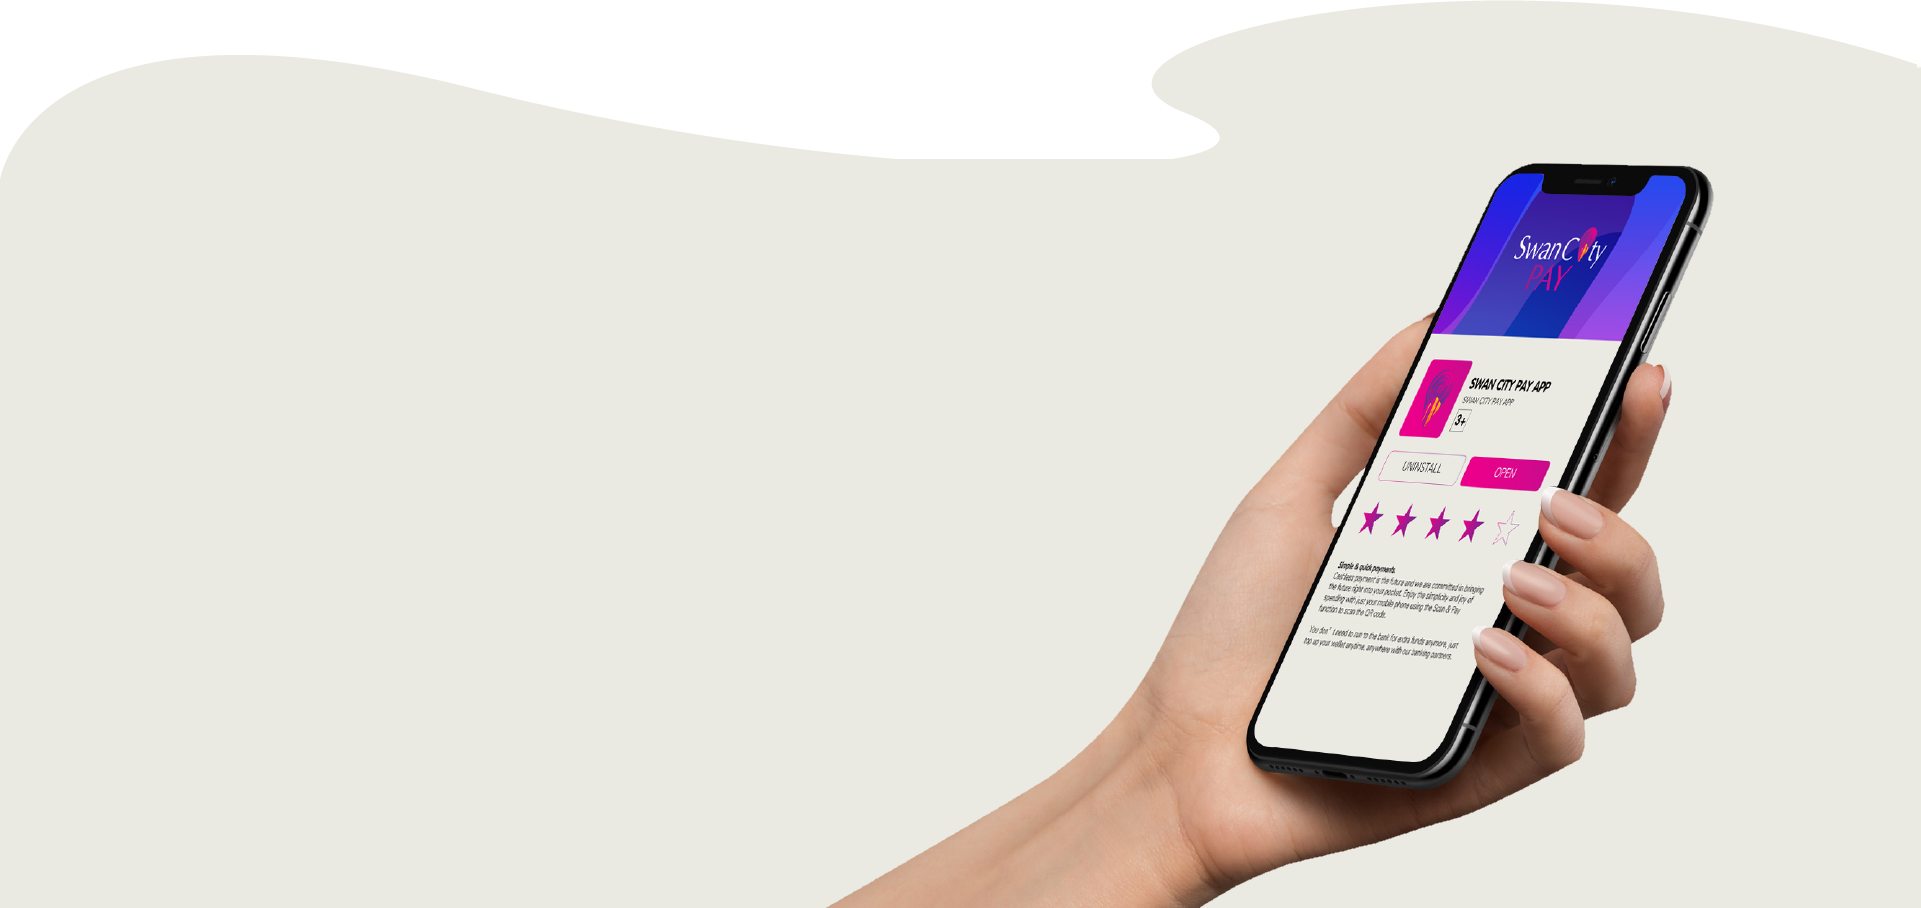 Swan City
PAY
SWAN CITY PAY APP
SWAN CITY PAY APP
3+
UNINSTALL
OPEN
Simple & quick payments.
Cashless payment is the future and we are committed in bringing
the future right into your pocket. Enjoy the simplicity and joy of
spending with just your mobile phone using the Scan & Pay
function to scan the QR code.
You don't need to run to the bank for extra funds anymore, just
top up your wallet anytime, anywhere with our banking partners.